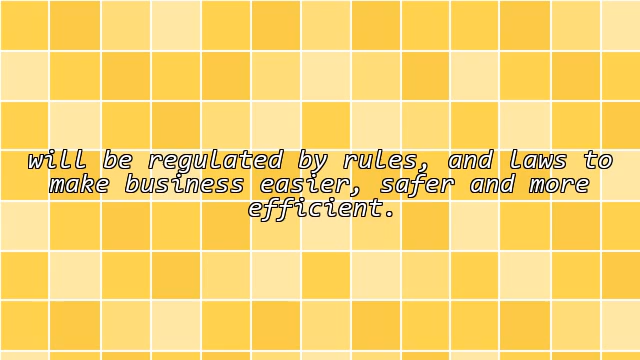 will be regulated by rules, and laws to
make business easier, safer and more
efficient.